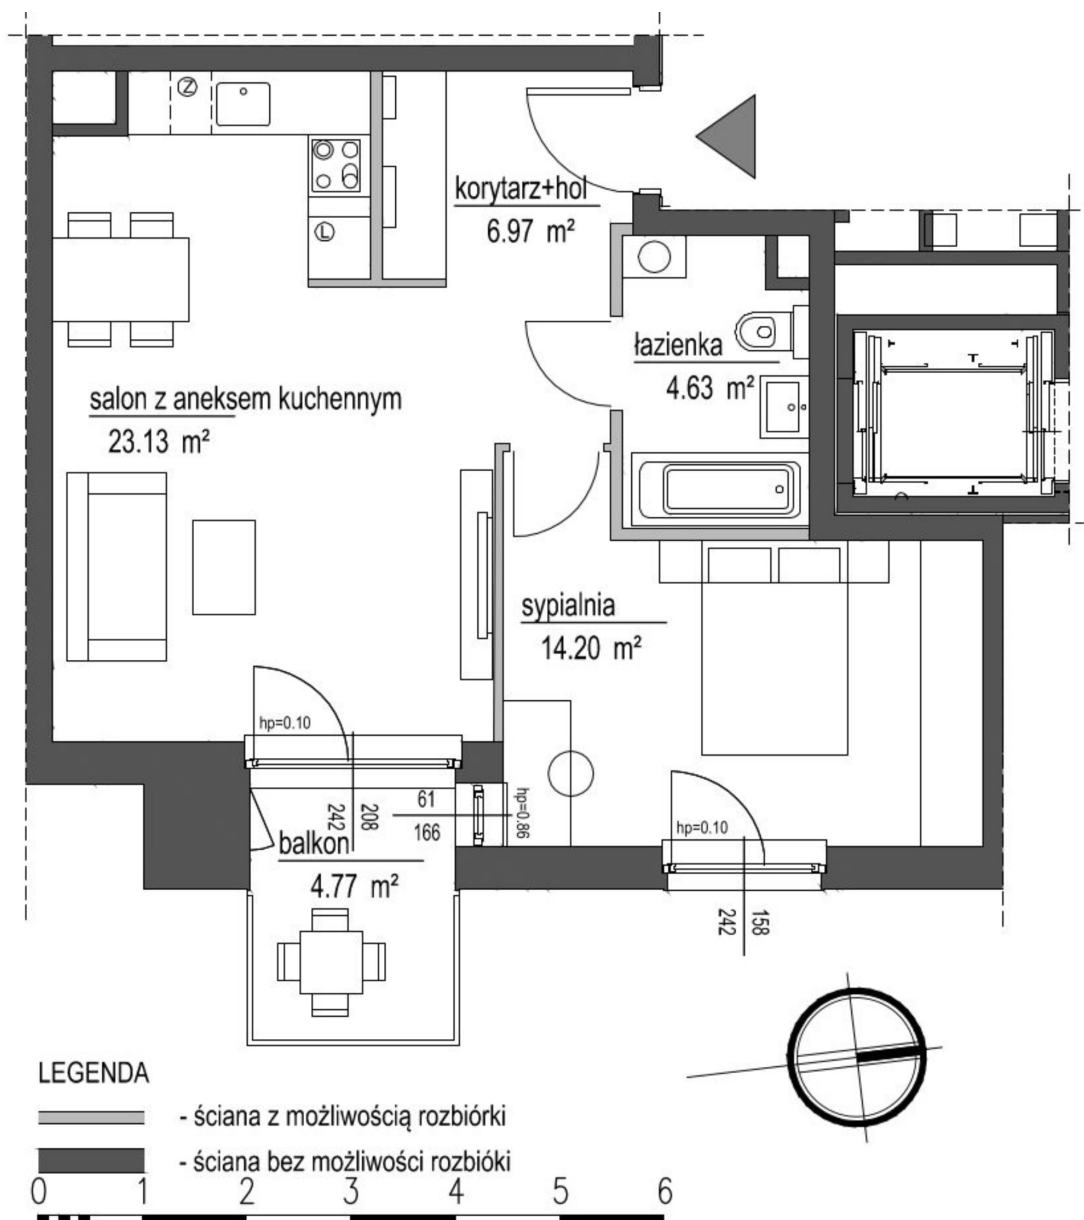 Z
korytarz+hol
6.97 m²
L
łazienka
4.63 m²
salon z aneksem kuchennym
23.13 m²
sypialnia
14.20 m²
hp=0.10
208
242
61
166
hp=0.86
hp=0.10
balkon
4.77 m²
158
242
LEGENDA
- ściana z możliwością rozbiórki
- ściana bez możliwości rozbióki
0 1 2 3 4 5 6